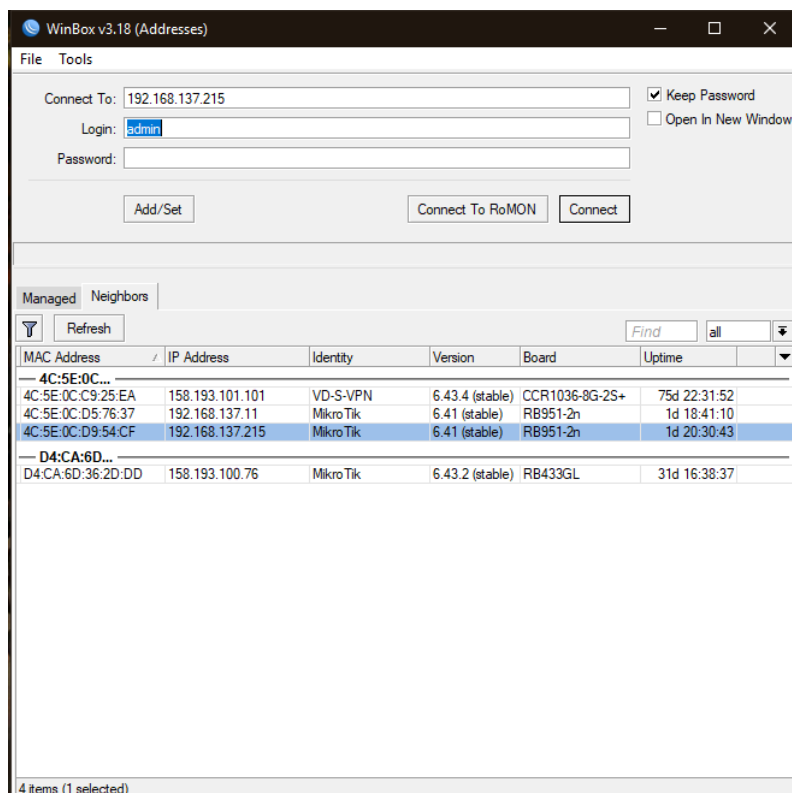 WinBox v3.18 (Addresses)
File Tools
Connect To: 192.168.137.215
Keep Password
Login: admin
Open In New Window
Password:
Add/Set Connect To RoMON Connect
Managed Neighbors
Refresh Find all
MAC Address / IP Address Identity Version Board Uptime
4C:5E:0C...
4C:5E:0C:C9:25:EA 158.193.101.101 VD-S-VPN 6.43.4 (stable) CCR1036-8G-2S+ 75d 22:31:52
4C:5E:0C:D5:76:37 192.168.137.11 MikroTik 6.41 (stable) RB951-2n 1d 18:41:10
4C:5E:0C:D9:54:CF 192.168.137.215 MikroTik 6.41 (stable) RB951-2n 1d 20:30:43
D4:CA:6D...
D4:CA:6D:36:2D:DD 158.193.100.76 MikroTik 6.43.2 (stable) RB433GL 31d 16:38:37
4 items (1 selected)